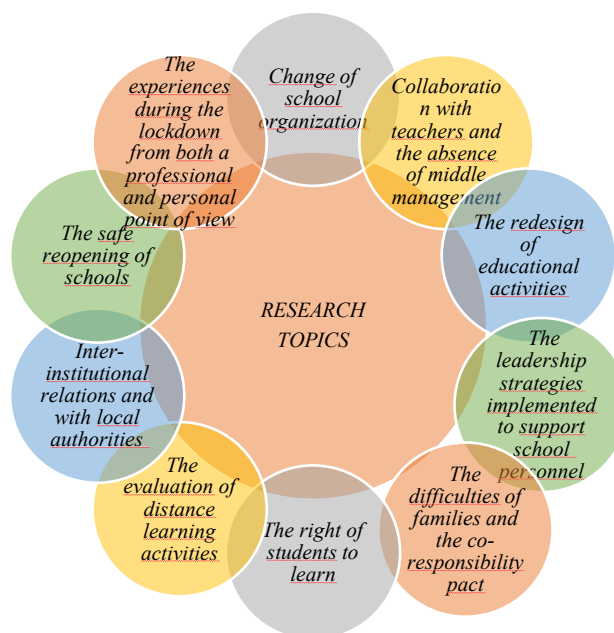 Change of
school
organization
Collaboratio
n with
teachers and
the absence
of middle
management
The redesign
of
educational
activities
The
leadership
strategies
implemented
to support
school
personnel
The
difficulties of
families and
the co-
responsibility
pact
The right of
students to
learn
The
evaluation of
distance
learning
activities
Inter-
institutional
relations and
with local
authorities
The safe
reopening of
schools
The
experiences
during the
lockdown
from both a
professional
and personal
point of view
RESEARCH
TOPICS